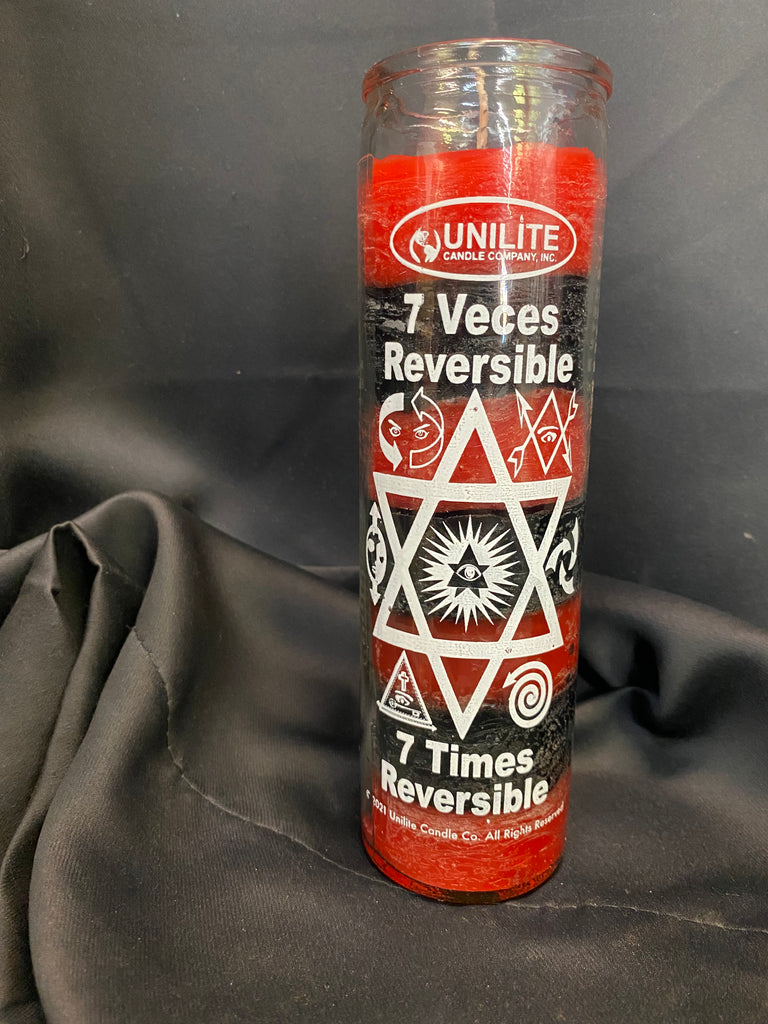 UNILITE
CANDLE COMPANY, INC.
7 Veces
Reversible
7 Times
Reversible
© 2021 Unilite Candle Co. All Rights Reserved